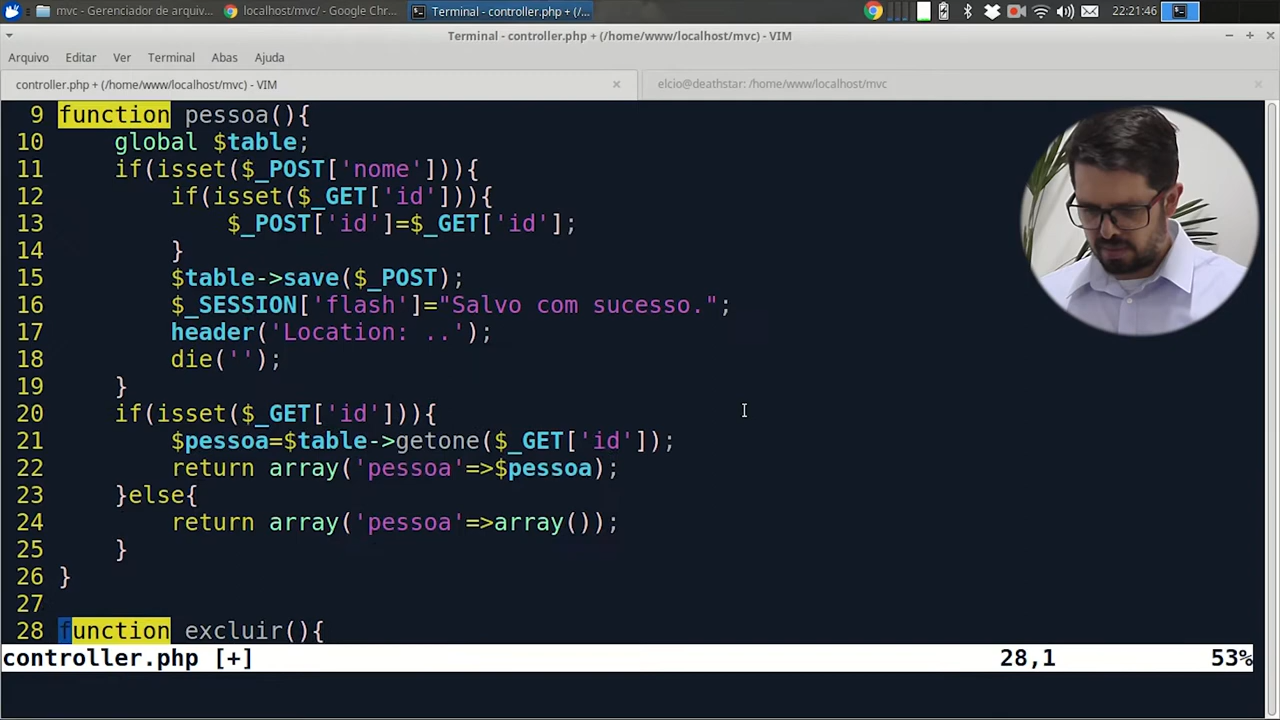 mvc - Gerenciador de arquiv...
localhost/mvc/ - Google Chr...
Terminal - controller.php + (/...
22:21:46
Terminal - controller.php + (/home/www/localhost/mvc) - VIM
Arquivo Editar Ver Terminal Abas Ajuda
controller.php + (/home/www/localhost/mvc) - VIM
elcio@deathstar: /home/www/localhost/mvc
9 function pessoa(){
10 global $table;
11 if(isset($_POST['nome'])){
12 if(isset($_GET['id'])){
13 $_POST['id']=$_GET['id'];
14 }
15 $table->save($_POST);
16 $_SESSION['flash']="Salvo com sucesso.";
17 header('Location: ..');
18 die('');
19 }
20 if(isset($_GET['id'])){
21 $pessoa=$table->getone($_GET['id']);
22 return array('pessoa'=>$pessoa);
23 }else{
24 return array('pessoa'=>array());
25 }
26 }
27
28 function excluir(){
controller.php [+] 28,1 53%